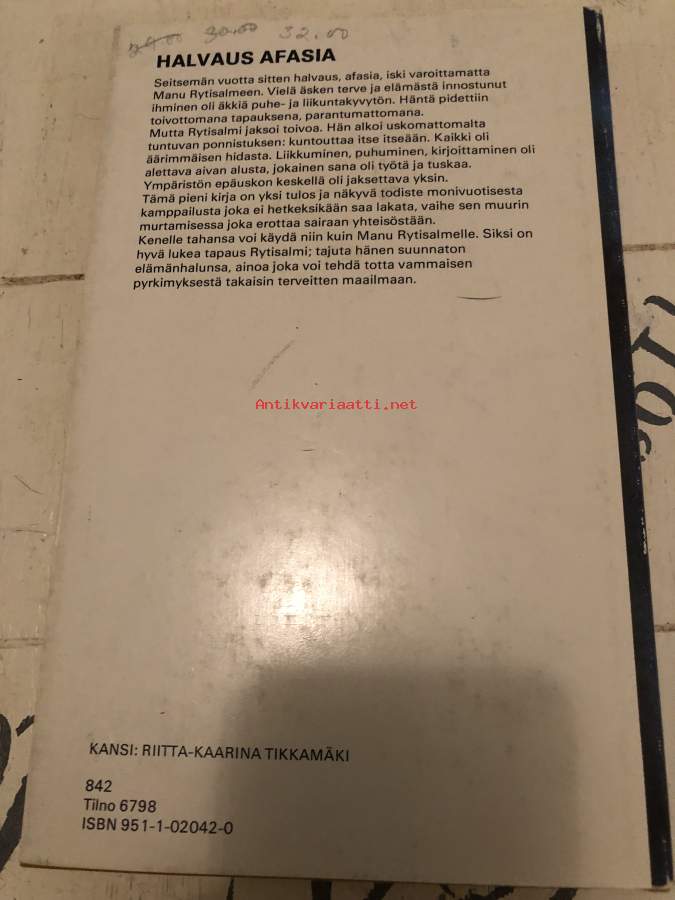 29.00 30.00 32.00
HALVAUS AFASIA
Seitsemän vuotta sitten halvaus, afasia, iski varoittamatta
Manu Rytisalmeen. Vielä äsken terve ja elämästä innostunut
ihminen oli äkkiä puhe- ja liikuntakyvytön. Häntä pidettiin
toivottomana tapauksena, parantumattomana.
Mutta Rytisalmi jaksoi toivoa. Hän alkoi uskomattomalta
tuntuvan ponnistuksen: kuntouttaa itse itseään. Kaikki oli
äärimmäisen hidasta. Liikkuminen, puhuminen, kirjoittaminen oli
alettava aivan alusta, jokainen sana oli työtä ja tuskaa.
Ympäristön epäuskon keskellä oli jaksettava yksin.
Tämä pieni kirja on yksi tulos ja näkyvä todiste monivuotisesta
kamppailusta joka ei hetkeksikään saa lakata, vaihe sen muurin
murtamisessa joka erottaa sairaan yhteisöstään.
Kenelle tahansa voi käydä niin kuin Manu Rytisalmelle. Siksi on
hyvä lukea tapaus Rytisalmi; tajuta hänen suunnaton
elämänhalunsa, ainoa joka voi tehdä totta vammaisen
pyrkimyksestä takaisin terveitten maailmaan.
Antikvariaatti.net
KANSI: RIITTA-KAARINA TIKKAMÄKI
842
Tilno 6798
ISBN 951-1-02042-0